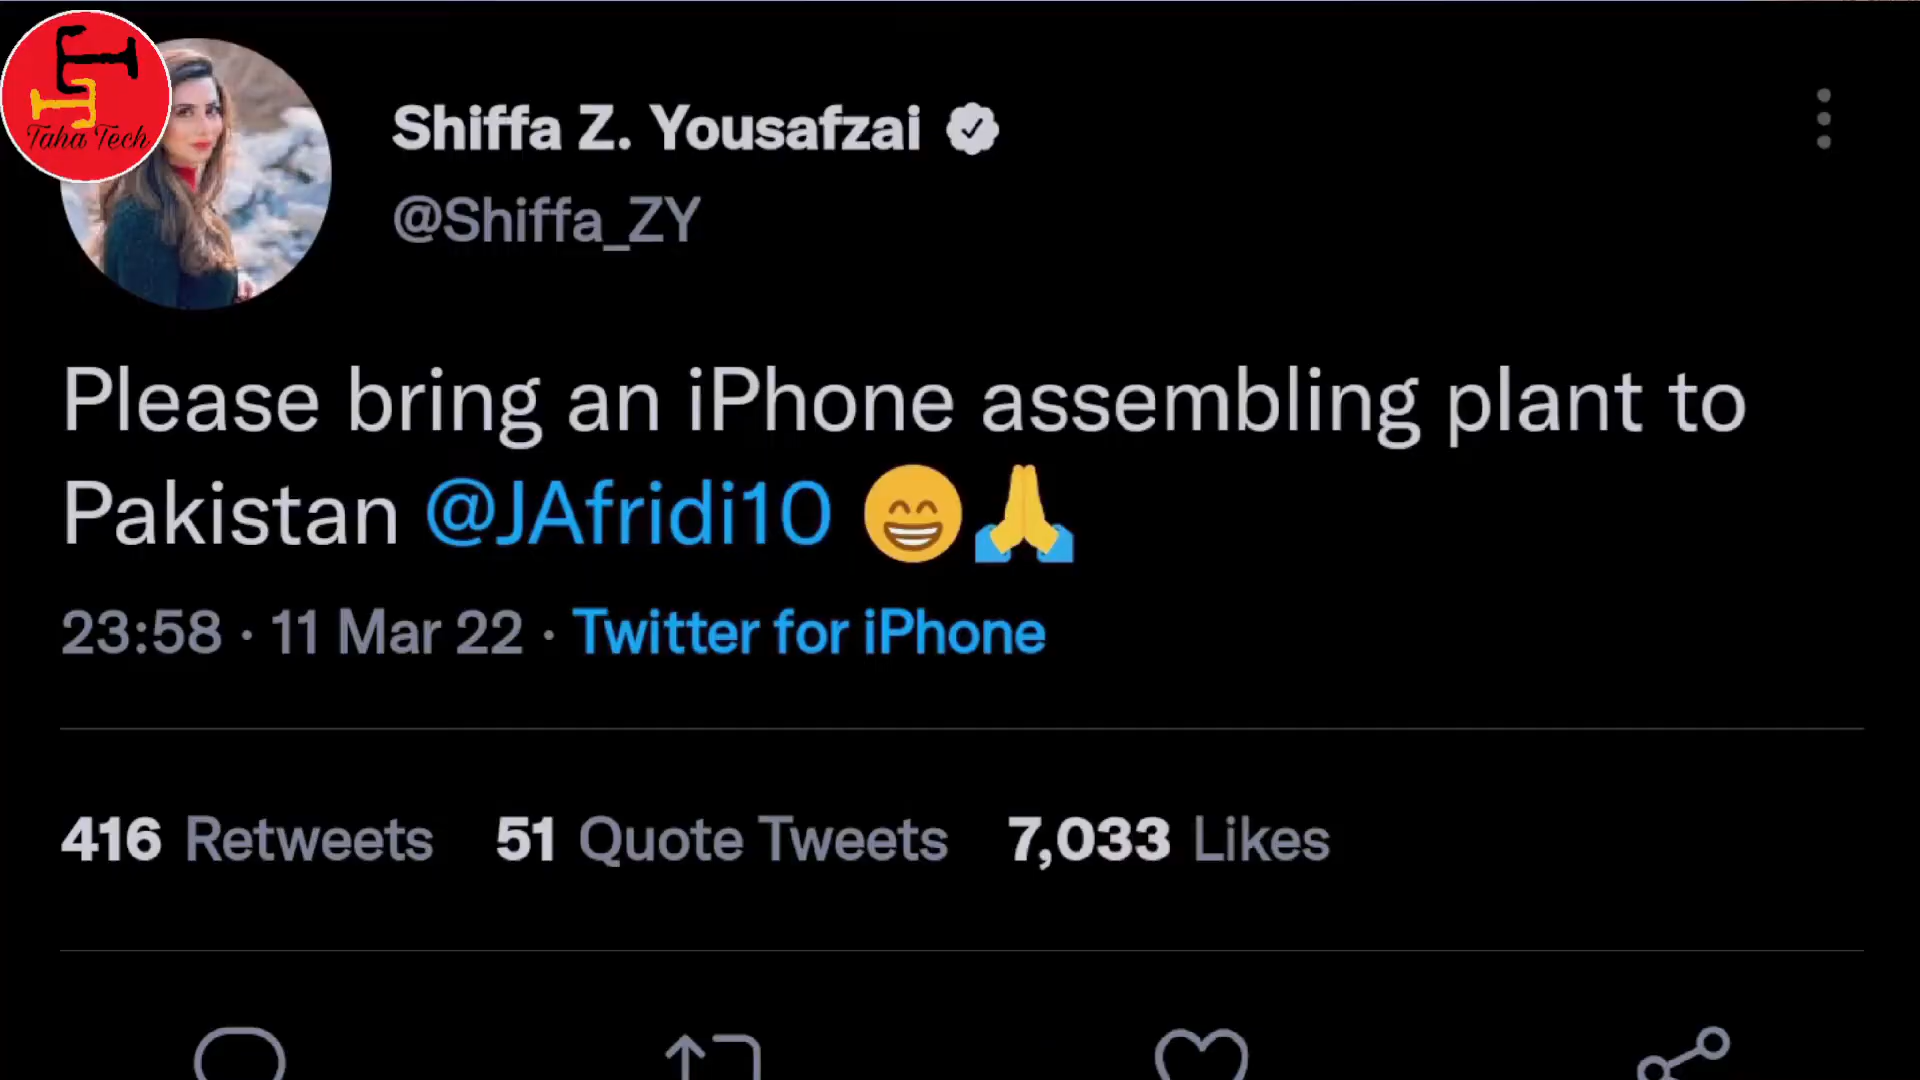 Taha Tech
Shiffa Z. Yousafzai
@Shiffa_ZY
Please bring an iPhone assembling plant to
Pakistan @JAfridi10 😁🙏
23:58 · 11 Mar 22 · Twitter for iPhone
416 Retweets 51 Quote Tweets 7,033 Likes